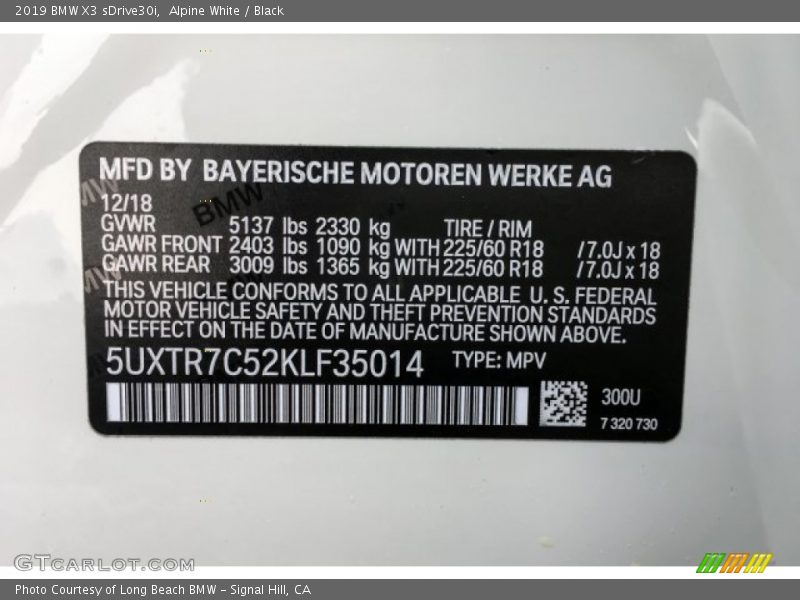 2019 BMW X3 sDrive30i,  Alpine White / Black
MFD BY BAYERISCHE MOTOREN WERKE AG
BMW
12/18
GVWR 5137 lbs 2330 kg TIRE / RIM
GAWR FRONT 2403 lbs 1090 kg WITH 225/60 R18 /7.0J x 18
GAWR REAR 3009 lbs 1365 kg WITH 225/60 R18 /7.0J x 18
THIS VEHICLE CONFORMS TO ALL APPLICABLE U. S. FEDERAL
MOTOR VEHICLE SAFETY AND THEFT PREVENTION STANDARDS
IN EFFECT ON THE DATE OF MANUFACTURE SHOWN ABOVE.
5UXTR7C52KLF35014 TYPE: MPV
300U
7 320 730
GTCARLOT.COM
Photo Courtesy of Long Beach BMW - Signal Hill, CA